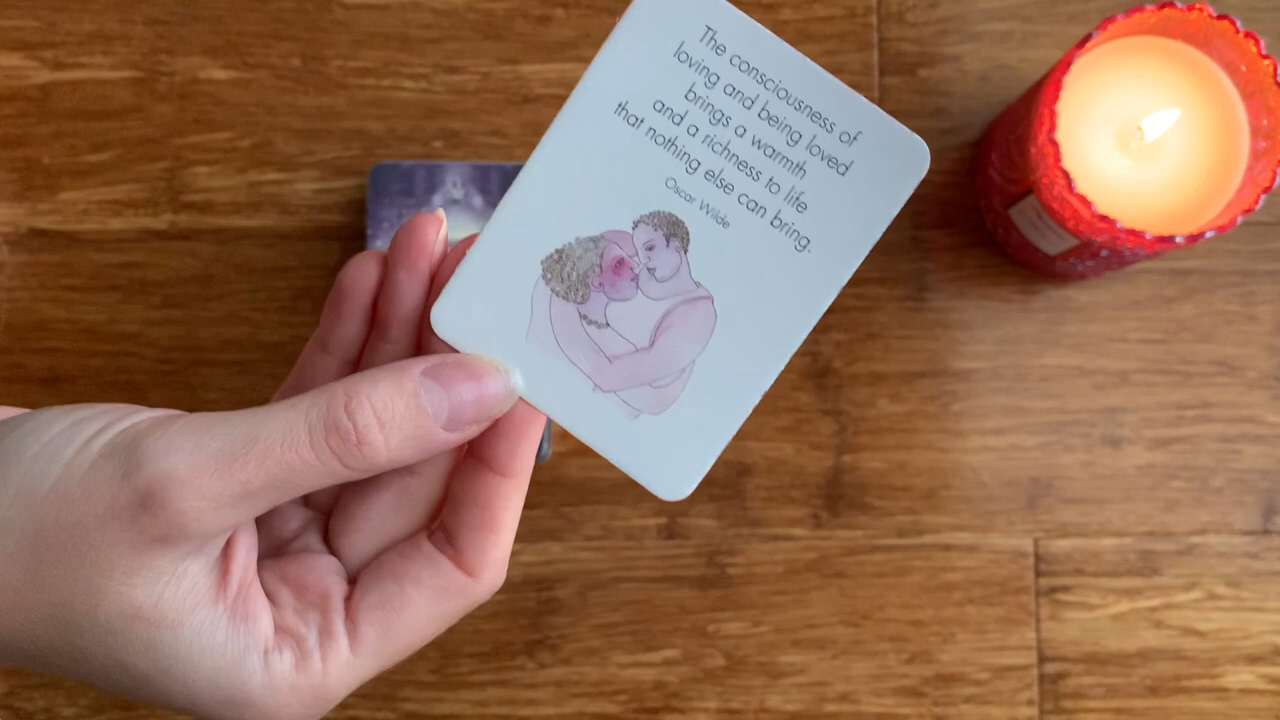 The consciousness of
loving and being loved
brings a warmth
and a richness to life
that nothing else can bring.
Oscar Wilde